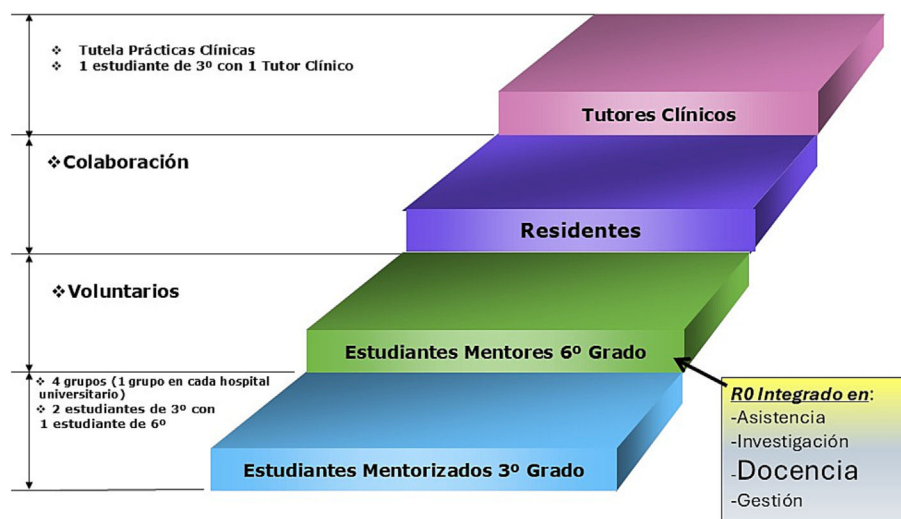 ❖ Tutela Prácticas Clínicas
❖ 1 estudiante de 3º con 1 Tutor Clínico
Tutores Clínicos
❖Colaboración
Residentes
❖Voluntarios
Estudiantes Mentores 6º Grado
❖ 4 grupos (1 grupo en cada hospital
universitario)
❖ 2 estudiantes de 3º con
1 estudiante de 6º
Estudiantes Mentorizados 3º Grado
R0 Integrado en:
-Asistencia
-Investigación
-Docencia
-Gestión